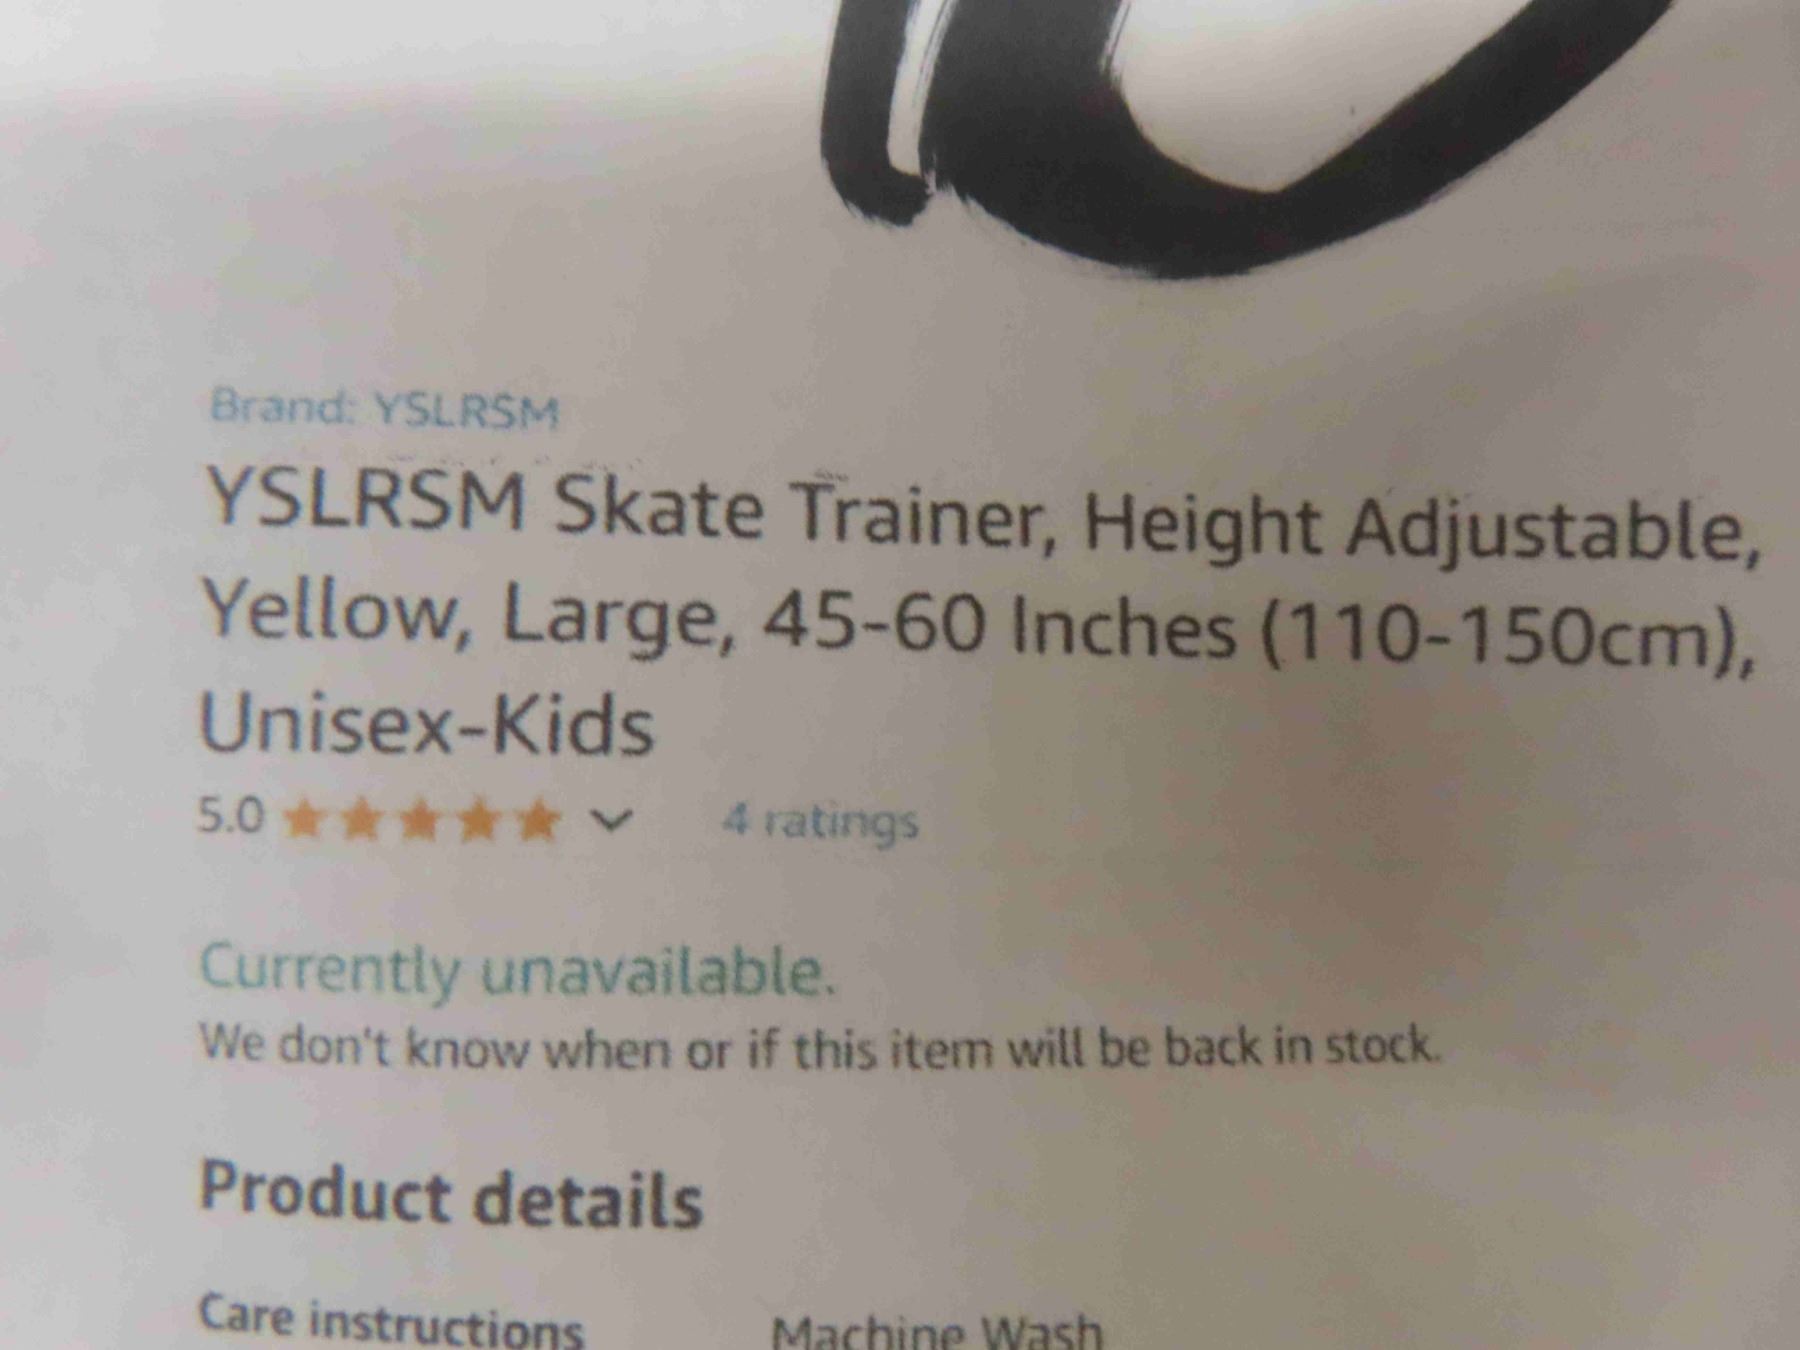 Brand: YSLRSM
YSLRSM Skate Trainer, Height Adjustable,
Yellow, Large, 45-60 Inches (110-150cm),
Unisex-Kids
5.0 4 ratings
Currently unavailable.
We don't know when or if this item will be back in stock.
Product details
Care instructions Machine Wash